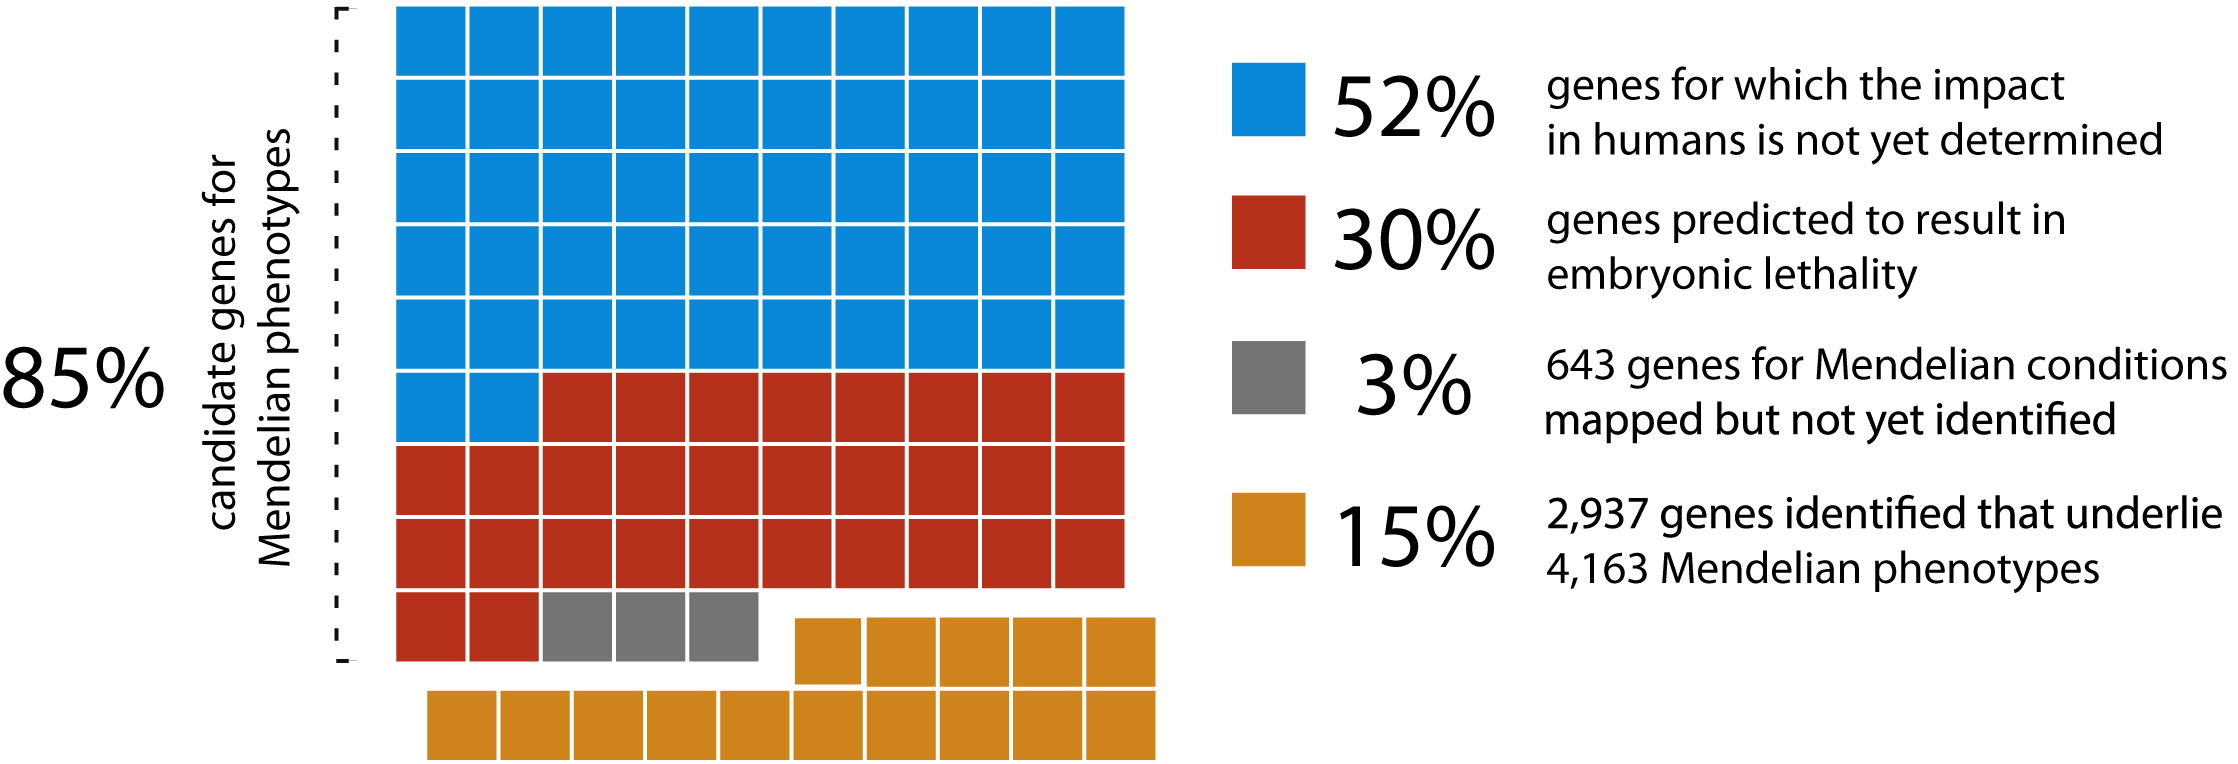 85%
candidate genes for
Mendelian phenotypes
52%
genes for which the impact
in humans is not yet determined
30%
genes predicted to result in
embryonic lethality
3%
643 genes for Mendelian conditions
mapped but not yet identified
15%
2,937 genes identified that underlie
4,163 Mendelian phenotypes